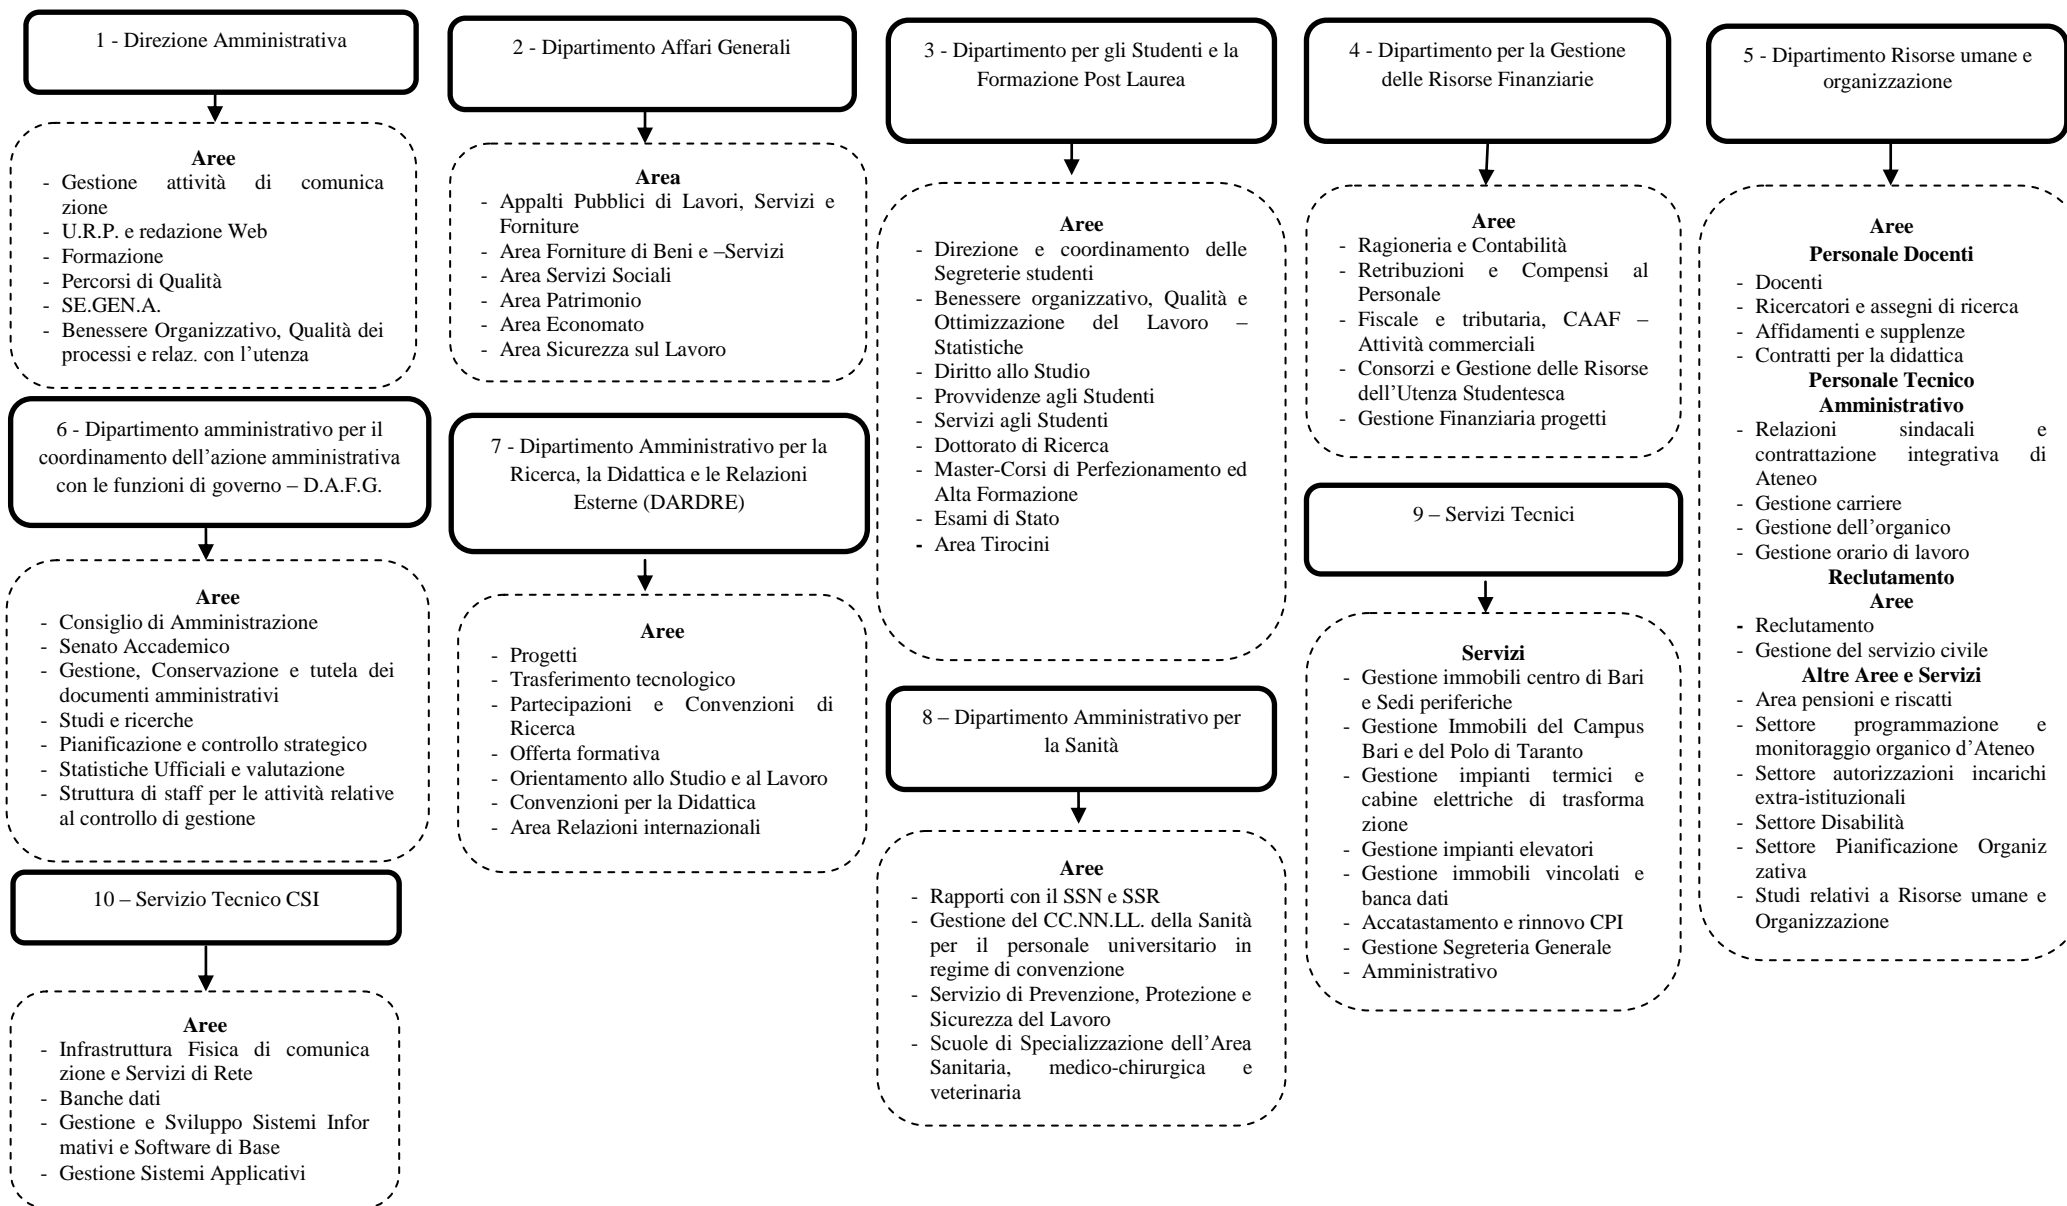 1 - Direzione Amministrativa
Aree
- Gestione attività di comunica
zione
- U.R.P. e redazione Web
- Formazione
- Percorsi di Qualità
- SE.GEN.A.
- Benessere Organizzativo, Qualità dei
processi e relaz. con l’utenza
2 - Dipartimento Affari Generali
Area
- Appalti Pubblici di Lavori, Servizi e
Forniture
- Area Forniture di Beni e –Servizi
- Area Servizi Sociali
- Area Patrimonio
- Area Economato
- Area Sicurezza sul Lavoro
3 - Dipartimento per gli Studenti e la
Formazione Post Laurea
Aree
- Direzione e coordinamento delle
Segreterie studenti
- Benessere organizzativo, Qualità e
Ottimizzazione del Lavoro –
Statistiche
- Diritto allo Studio
- Provvidenze agli Studenti
- Servizi agli Studenti
- Dottorato di Ricerca
- Master-Corsi di Perfezionamento ed
Alta Formazione
- Esami di Stato
- Area Tirocini
4 - Dipartimento per la Gestione
delle Risorse Finanziarie
Aree
- Ragioneria e Contabilità
- Retribuzioni e Compensi al
Personale
- Fiscale e tributaria, CAAF –
Attività commerciali
- Consorzi e Gestione delle Risorse
dell’Utenza Studentesca
- Gestione Finanziaria progetti
5 - Dipartimento Risorse umane e
organizzazione
Aree
Personale Docenti
- Docenti
- Ricercatori e assegni di ricerca
- Affidamenti e supplenze
- Contratti per la didattica
Personale Tecnico
Amministrativo
- Relazioni sindacali e
contrattazione integrativa di
Ateneo
- Gestione carriere
- Gestione dell’organico
- Gestione orario di lavoro
Reclutamento
Aree
- Reclutamento
- Gestione del servizio civile
Altre Aree e Servizi
- Area pensioni e riscatti
- Settore programmazione e
monitoraggio organico d’Ateneo
- Settore autorizzazioni incarichi
extra-istituzionali
- Settore Disabilità
- Settore Pianificazione Organiz
zativa
- Studi relativi a Risorse umane e
Organizzazione
6 - Dipartimento amministrativo per il
coordinamento dell’azione amministrativa
con le funzioni di governo – D.A.F.G.
Aree
- Consiglio di Amministrazione
- Senato Accademico
- Gestione, Conservazione e tutela dei
documenti amministrativi
- Studi e ricerche
- Pianificazione e controllo strategico
- Statistiche Ufficiali e valutazione
- Struttura di staff per le attività relative
al controllo di gestione
7 - Dipartimento Amministrativo per la
Ricerca, la Didattica e le Relazioni
Esterne (DARDRE)
Aree
- Progetti
- Trasferimento tecnologico
- Partecipazioni e Convenzioni di
Ricerca
- Offerta formativa
- Orientamento allo Studio e al Lavoro
- Convenzioni per la Didattica
- Area Relazioni internazionali
8 – Dipartimento Amministrativo per
la Sanità
Aree
- Rapporti con il SSN e SSR
- Gestione del CC.NN.LL. della Sanità
per il personale universitario in
regime di convenzione
- Servizio di Prevenzione, Protezione e
Sicurezza del Lavoro
- Scuole di Specializzazione dell’Area
Sanitaria, medico-chirurgica e
veterinaria
9 – Servizi Tecnici
Servizi
- Gestione immobili centro di Bari
e Sedi periferiche
- Gestione Immobili del Campus
Bari e del Polo di Taranto
- Gestione impianti termici e
cabine elettriche di trasforma
zione
- Gestione impianti elevatori
- Gestione immobili vincolati e
banca dati
- Accatastamento e rinnovo CPI
- Gestione Segreteria Generale
- Amministrativo
10 – Servizio Tecnico CSI
Aree
- Infrastruttura Fisica di comunica
zione e Servizi di Rete
- Banche dati
- Gestione e Sviluppo Sistemi Infor
mativi e Software di Base
- Gestione Sistemi Applicativi